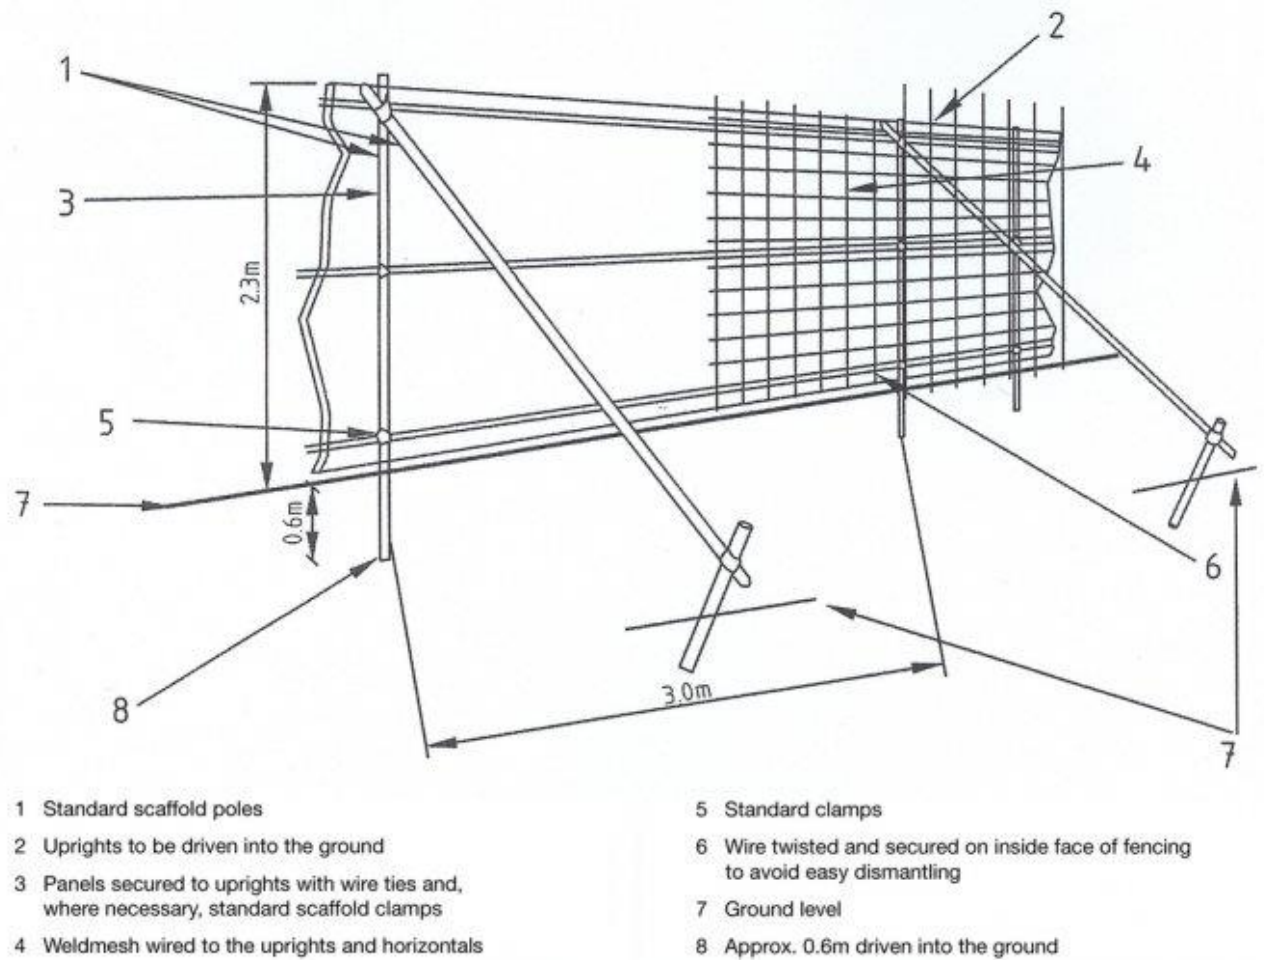 2
1
4
3
2.3m
5
7
0.6m
6
8
3.0m
7
1 Standard scaffold poles
2 Uprights to be driven into the ground
3 Panels secured to uprights with wire ties and,
where necessary, standard scaffold clamps
4 Weldmesh wired to the uprights and horizontals
5 Standard clamps
6 Wire twisted and secured on inside face of fencing
to avoid easy dismantling
7 Ground level
8 Approx. 0.6m driven into the ground